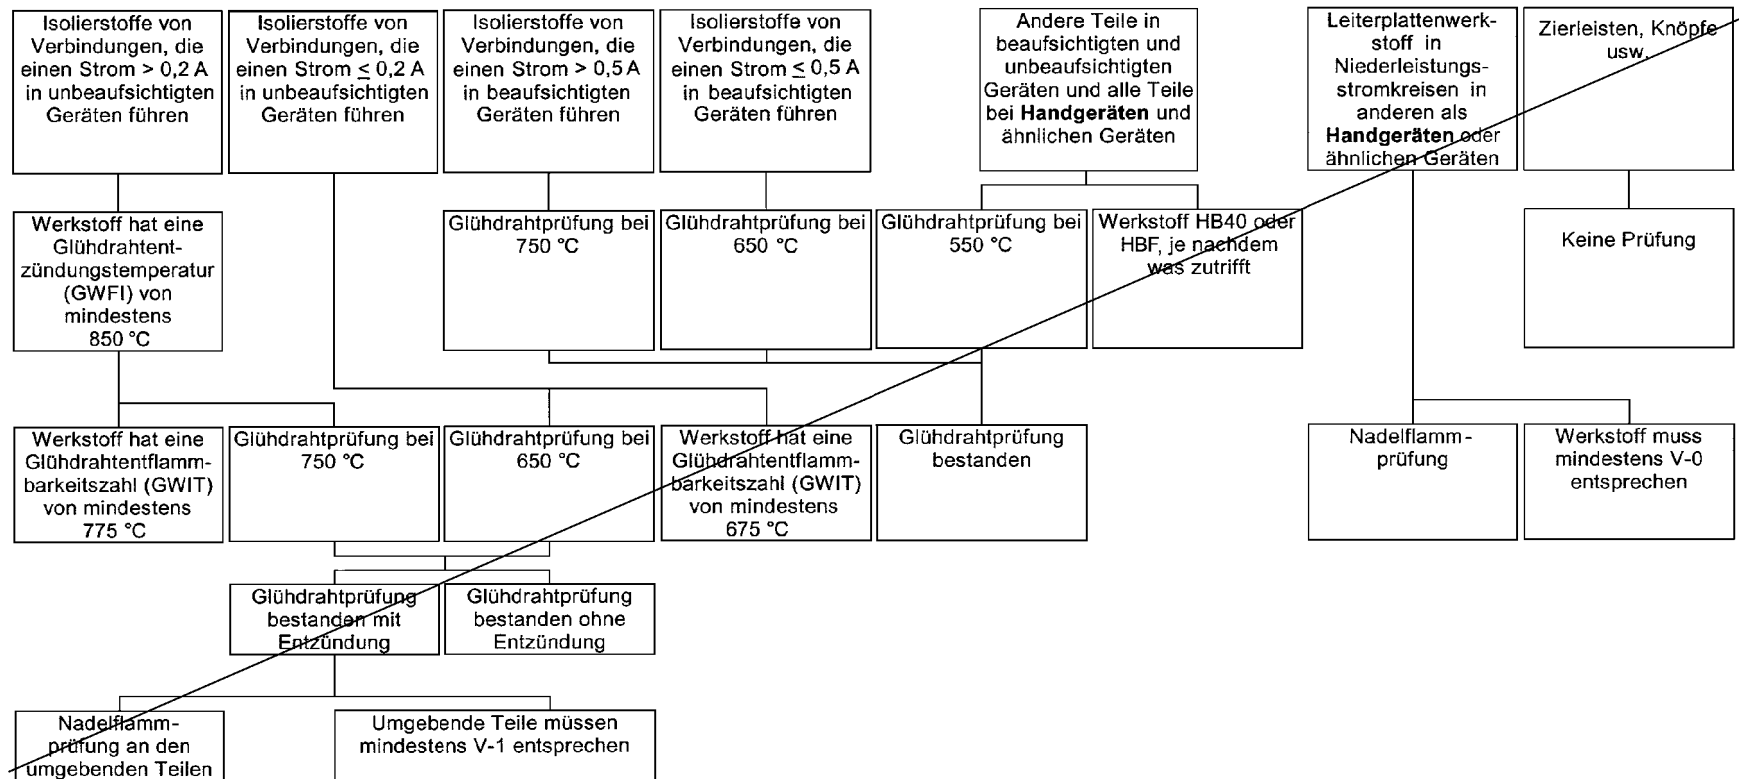 Isolierstoffe von
Verbindungen, die
einen Strom > 0,2 A
in unbeaufsichtigten
Geräten führen
Isolierstoffe von
Verbindungen, die
einen Strom ≤ 0,2 A
in unbeaufsichtigten
Geräten führen
Isolierstoffe von
Verbindungen, die
einen Strom > 0,5 A
in beaufsichtigten
Geräten führen
Isolierstoffe von
Verbindungen, die
einen Strom ≤ 0,5 A
in beaufsichtigten
Geräten führen
Andere Teile in
beaufsichtigten und
unbeaufsichtigten
Geräten und alle Teile
bei Handgeräten und
ähnlichen Geräten
Leiterplattenwerk-
stoff in
Niederleistungs-
stromkreisen in
anderen als
Handgeräten oder
ähnlichen Geräten
Zierleisten, Knöpfe
usw.
Werkstoff hat eine
Glühdrahtent-
zündungstemperatur
(GWFI) von
mindestens
850 °C
Glühdrahtprüfung bei
750 °C
Glühdrahtprüfung bei
650 °C
Glühdrahtprüfung bei
550 °C
Werkstoff HB40 oder
HBF, je nachdem
was zutrifft
Keine Prüfung
Werkstoff hat eine
Glühdrahtentflamm-
barkeitszahl (GWIT)
von mindestens
775 °C
Glühdrahtprüfung bei
750 °C
Glühdrahtprüfung bei
650 °C
Werkstoff hat eine
Glühdrahtentflamm-
barkeitszahl (GWIT)
von mindestens
675 °C
Glühdrahtprüfung
bestanden
Nadelflamm-
prüfung
Werkstoff muss
mindestens V-0
entsprechen
Glühdrahtprüfung
bestanden mit
Entzündung
Glühdrahtprüfung
bestanden ohne
Entzündung
Nadelflamm-
prüfung an den
umgebenden Teilen
Umgebende Teile müssen
mindestens V-1 entsprechen